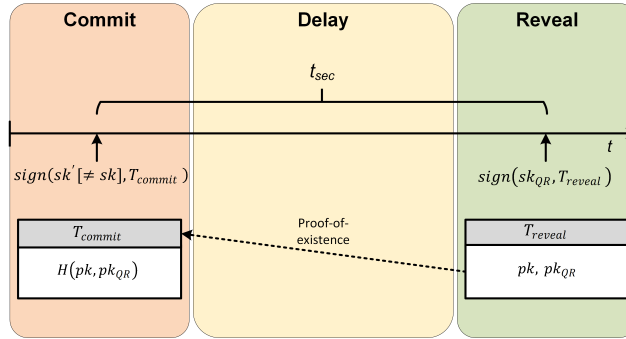 Commit
Delay
Reveal
t_sec
t
sign(sk'[≠ sk], T_commit)
sign(sk_QR, T_reveal)
T_commit
H(pk, pk_QR)
Proof-of-
existence
T_reveal
pk, pk_QR